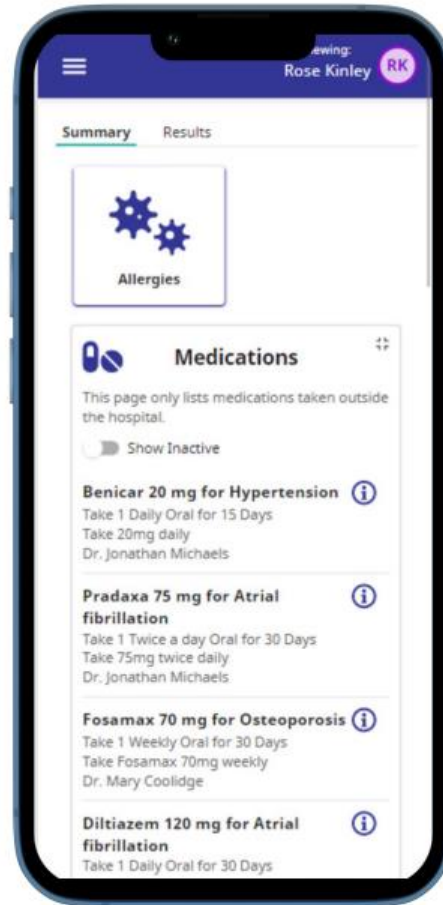 ewing:
Rose Kinley RK
Summary Results
Allergies
Medications
This page only lists medications taken outside
the hospital.
Show Inactive
Benicar 20 mg for Hypertension
Take 1 Daily Oral for 15 Days
Take 20mg daily
Dr. Jonathan Michaels
Pradaxa 75 mg for Atrial
fibrillation
Take 1 Twice a day Oral for 30 Days
Take 75mg twice daily
Dr. Jonathan Michaels
Fosamax 70 mg for Osteoporosis
Take 1 Weekly Oral for 30 Days
Take Fosamax 70mg weekly
Dr. Mary Coolidge
Diltiazem 120 mg for Atrial
fibrillation
Take 1 Daily Oral for 30 Days